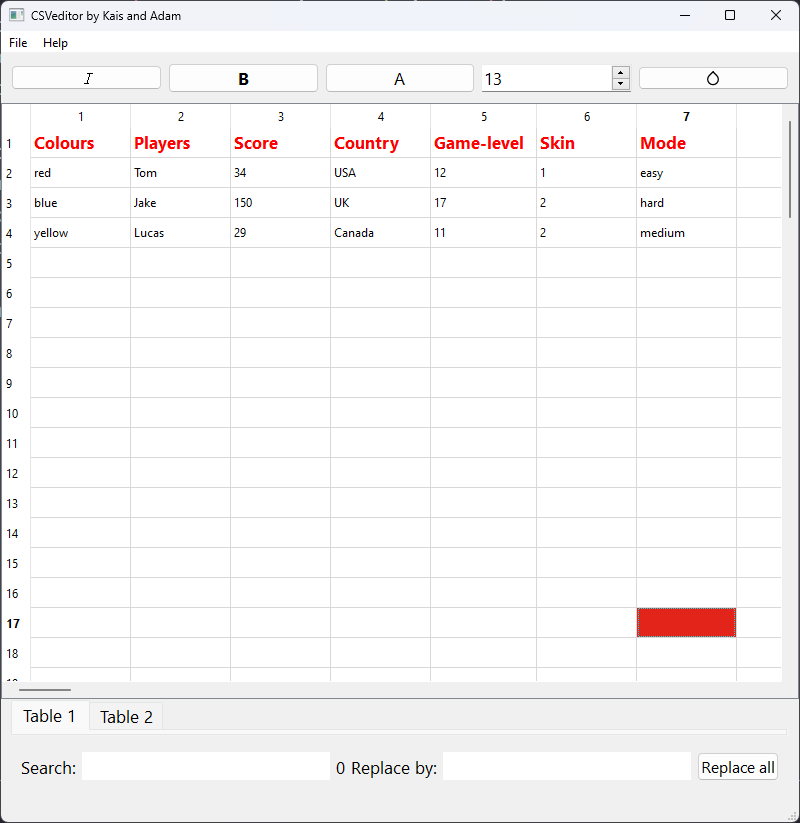 CSVeditor by Kais and Adam
File Help
I B A 13
1 2 3 4 5 6 7
1 Colours Players Score Country Game-level Skin Mode
2 red Tom 34 USA 12 1 easy
3 blue Jake 150 UK 17 2 hard
4 yellow Lucas 29 Canada 11 2 medium
5
6
7
8
9
10
11
12
13
14
15
16
17
18
Table 1 Table 2
Search: 0 Replace by: Replace all